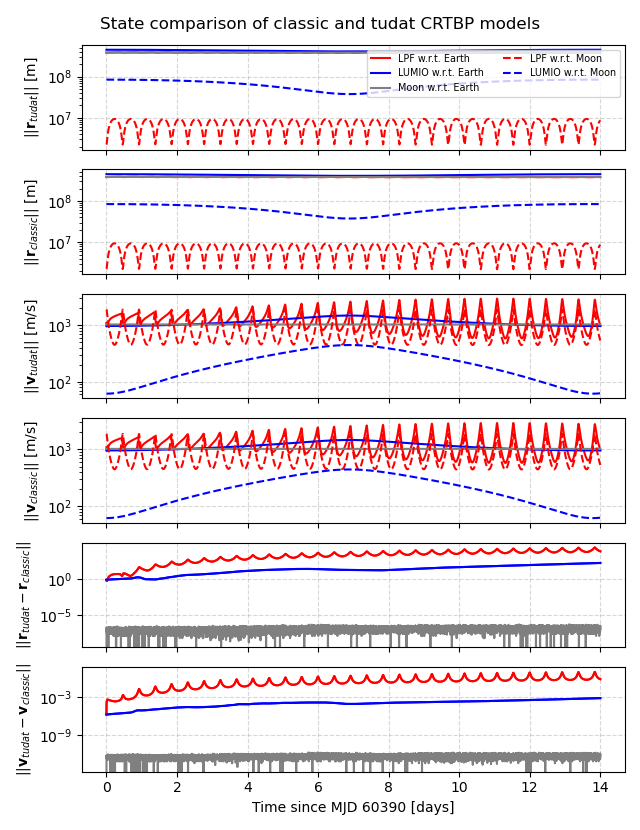 State comparison of classic and tudat CRTBP models
||r_tudat|| [m]
10^8
10^7
LPF w.r.t. Earth
LUMIO w.r.t. Earth
Moon w.r.t. Earth
LPF w.r.t. Moon
LUMIO w.r.t. Moon
||r_classic|| [m]
10^8
10^7
||v_tudat|| [m/s]
10^3
10^2
||v_classic|| [m/s]
10^3
10^2
||r_tudat − r_classic||
10^0
10^−5
||v_tudat − v_classic||
10^−3
10^−9
0 2 4 6 8 10 12 14
Time since MJD 60390 [days]